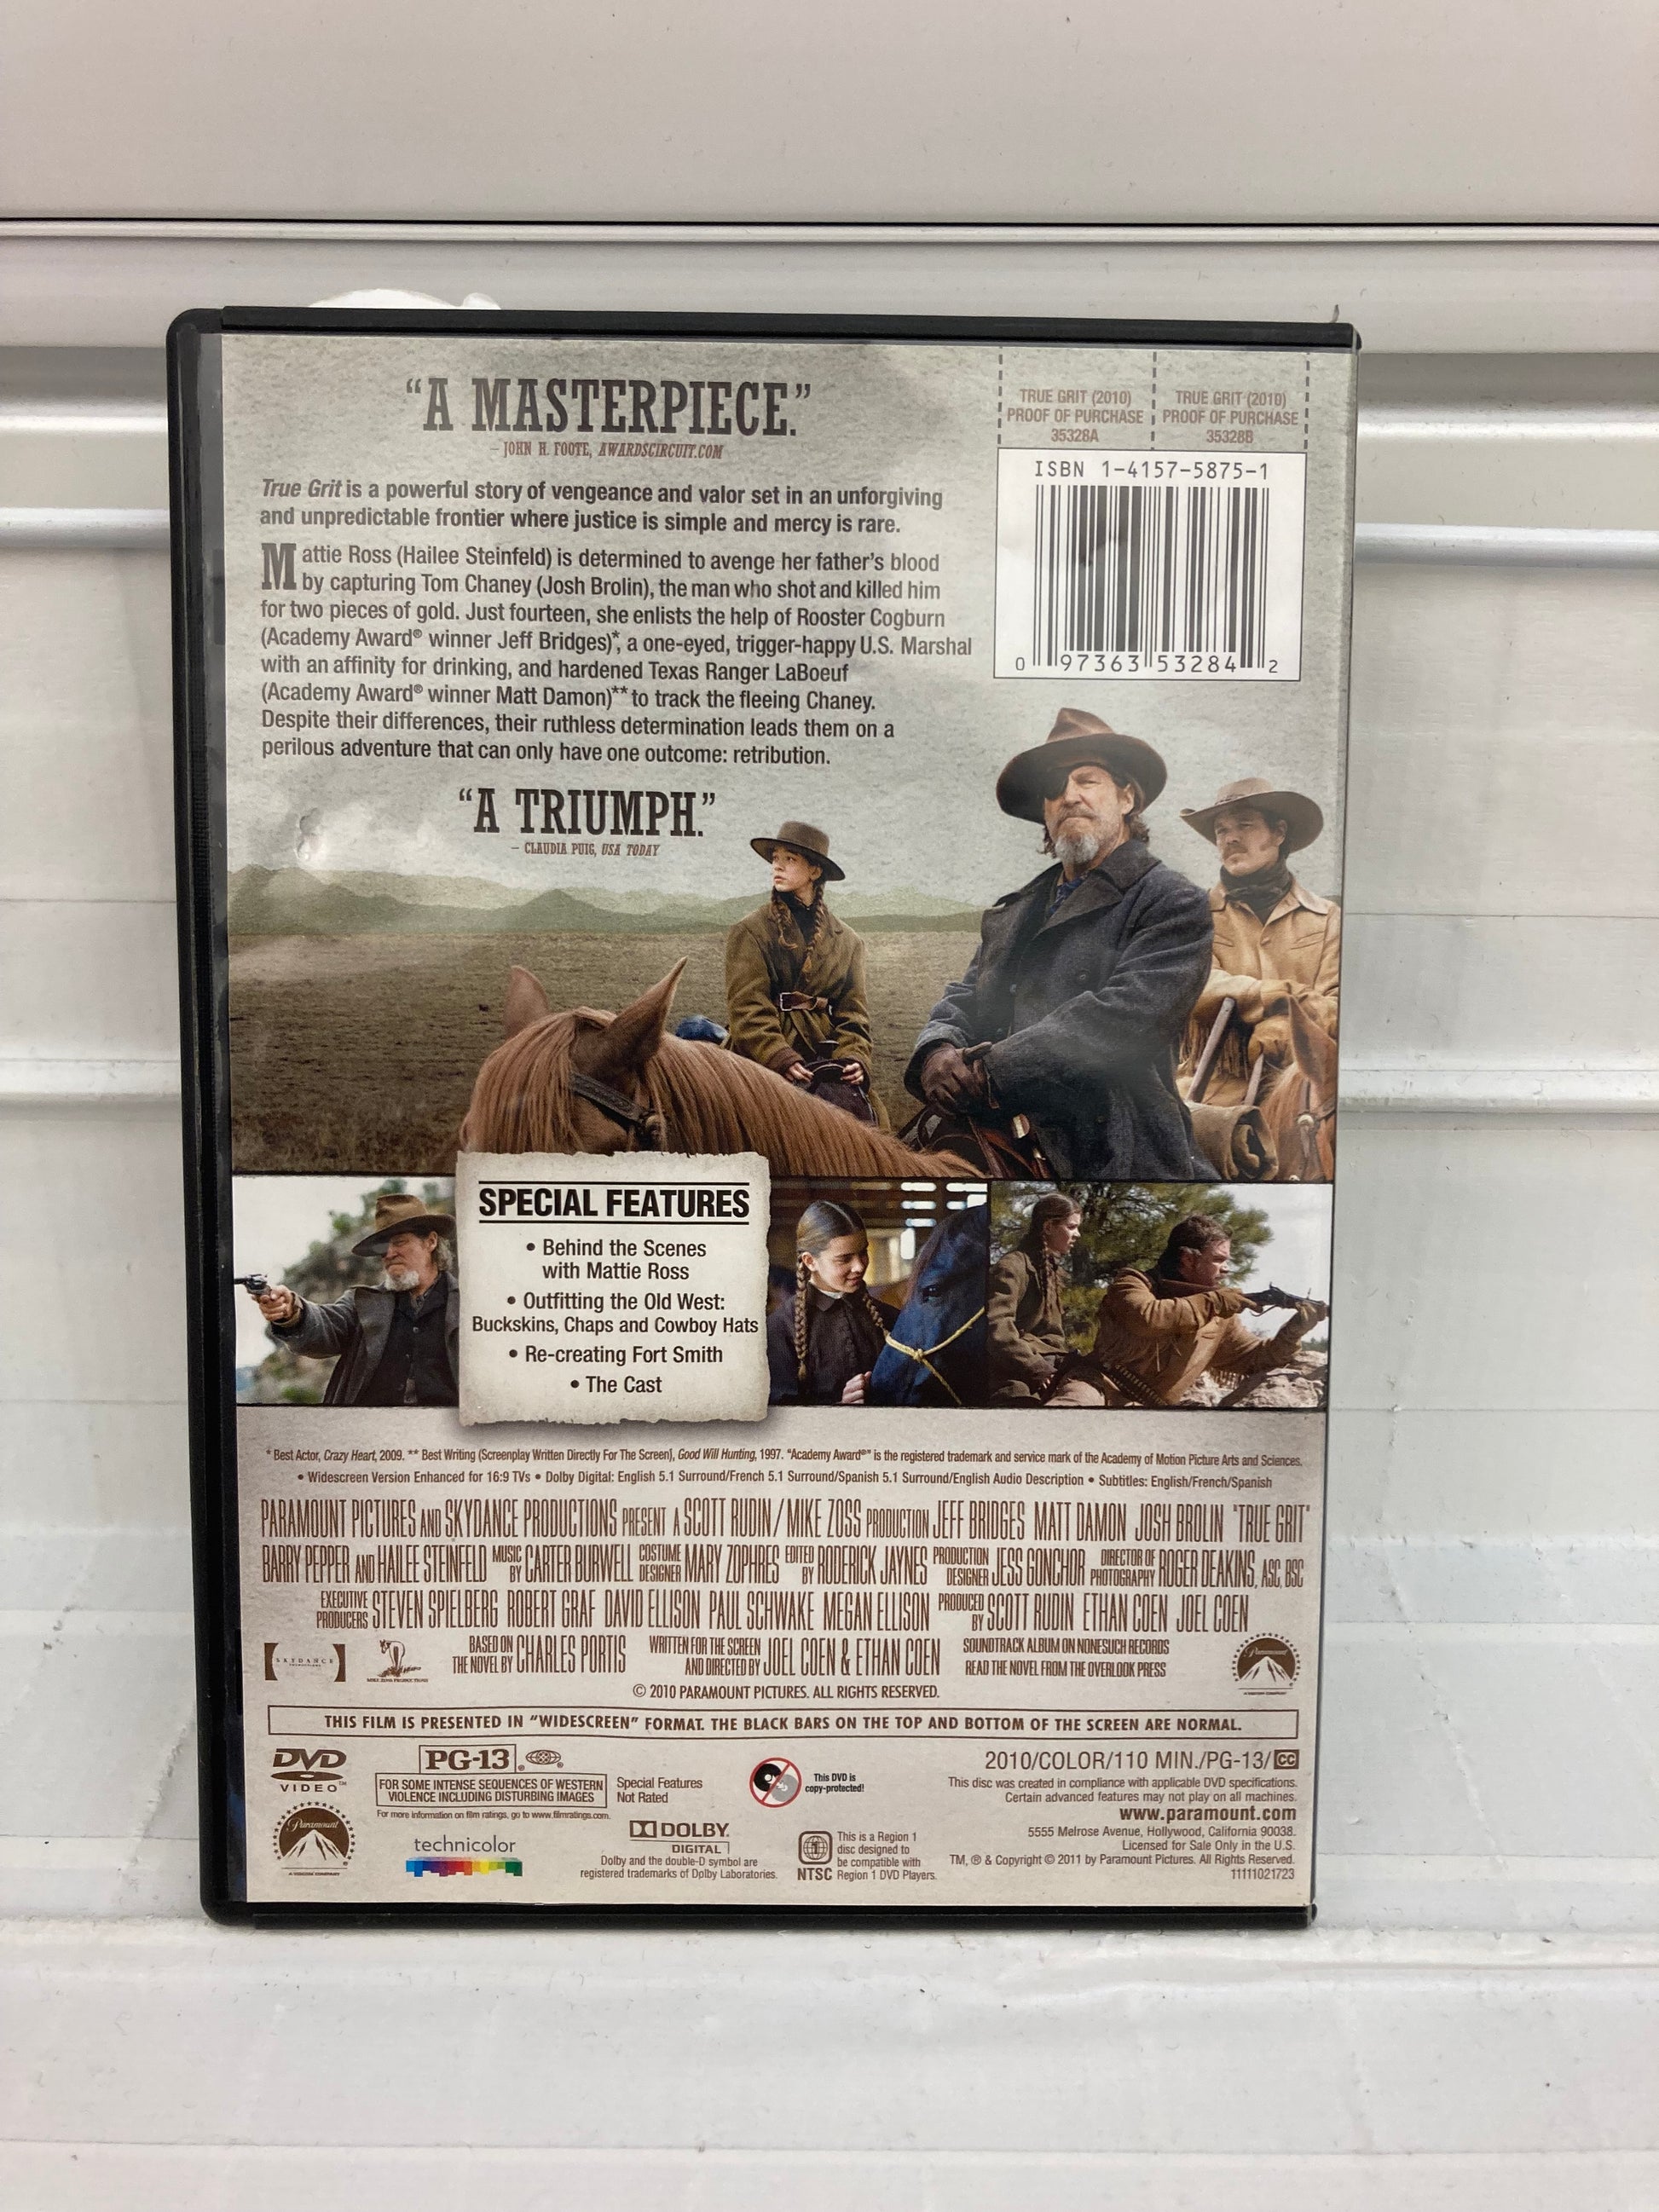 “A MASTERPIECE.”
– JOHN H. FOOTE, AWARDSCIRCUIT.COM
TRUE GRIT (2010)
PROOF OF PURCHASE
35328A
TRUE GRIT (2010)
PROOF OF PURCHASE
35328B
ISBN 1-4157-5875-1
0 97363 53284 2
True Grit is a powerful story of vengeance and valor set in an unforgiving
and unpredictable frontier where justice is simple and mercy is rare.
Mattie Ross (Hailee Steinfeld) is determined to avenge her father's blood
by capturing Tom Chaney (Josh Brolin), the man who shot and killed him
for two pieces of gold. Just fourteen, she enlists the help of Rooster Cogburn
(Academy Award® winner Jeff Bridges)*, a one-eyed, trigger-happy U.S. Marshal
with an affinity for drinking, and hardened Texas Ranger LaBoeuf
(Academy Award® winner Matt Damon)** to track the fleeing Chaney.
Despite their differences, their ruthless determination leads them on a
perilous adventure that can only have one outcome: retribution.
“A TRIUMPH.”
– CLAUDIA PUIG, USA TODAY
SPECIAL FEATURES
• Behind the Scenes
with Mattie Ross
• Outfitting the Old West:
Buckskins, Chaps and Cowboy Hats
• Re-creating Fort Smith
• The Cast
* Best Actor, Crazy Heart, 2009. ** Best Writing (Screenplay Written Directly For The Screen), Good Will Hunting, 1997. "Academy Award®" is the registered trademark and service mark of the Academy of Motion Picture Arts and Sciences.
• Widescreen Version Enhanced for 16:9 TVs • Dolby Digital: English 5.1 Surround/French 5.1 Surround/Spanish 5.1 Surround/English Audio Description • Subtitles: English/French/Spanish
PARAMOUNT PICTURES AND SKYDANCE PRODUCTIONS PRESENT A SCOTT RUDIN / MIKE ZOSS PRODUCTION JEFF BRIDGES MATT DAMON JOSH BROLIN "TRUE GRIT"
BARRY PEPPER AND HAILEE STEINFELD MUSIC BY CARTER BURWELL COSTUME DESIGNER MARY ZOPHRES EDITED BY RODERICK JAYNES PRODUCTION DESIGNER JESS GONCHOR DIRECTOR OF PHOTOGRAPHY ROGER DEAKINS, ASC, BSC
EXECUTIVE PRODUCERS STEVEN SPIELBERG ROBERT GRAF DAVID ELLISON PAUL SCHWAKE MEGAN ELLISON PRODUCED BY SCOTT RUDIN ETHAN COEN JOEL COEN
SKYDANCE
BASED ON THE NOVEL BY CHARLES PORTIS WRITTEN FOR THE SCREEN AND DIRECTED BY JOEL COEN & ETHAN COEN
SOUNDTRACK ALBUM ON NONESUCH RECORDS
READ THE NOVEL FROM THE OVERLOOK PRESS
Paramount
© 2010 PARAMOUNT PICTURES. ALL RIGHTS RESERVED.
THIS FILM IS PRESENTED IN "WIDESCREEN" FORMAT. THE BLACK BARS ON THE TOP AND BOTTOM OF THE SCREEN ARE NORMAL.
DVD
VIDEO™
PG-13
FOR SOME INTENSE SEQUENCES OF WESTERN
VIOLENCE INCLUDING DISTURBING IMAGES
For more information on film ratings, go to www.filmratings.com.
Special Features
Not Rated
This DVD is
copy-protected!
2010/COLOR/110 MIN./PG-13/CC
This disc was created in compliance with applicable DVD specifications.
Certain advanced features may not play on all machines.
www.paramount.com
5555 Melrose Avenue, Hollywood, California 90038.
Licensed for Sale Only in the U.S.
TM, ® & Copyright © 2011 by Paramount Pictures. All Rights Reserved.
11111021723
Paramount
technicolor
DOLBY
DIGITAL
Dolby and the double-D symbol are
registered trademarks of Dolby Laboratories.
1
NTSC
This is a Region 1
disc designed to
be compatible with
Region 1 DVD Players.